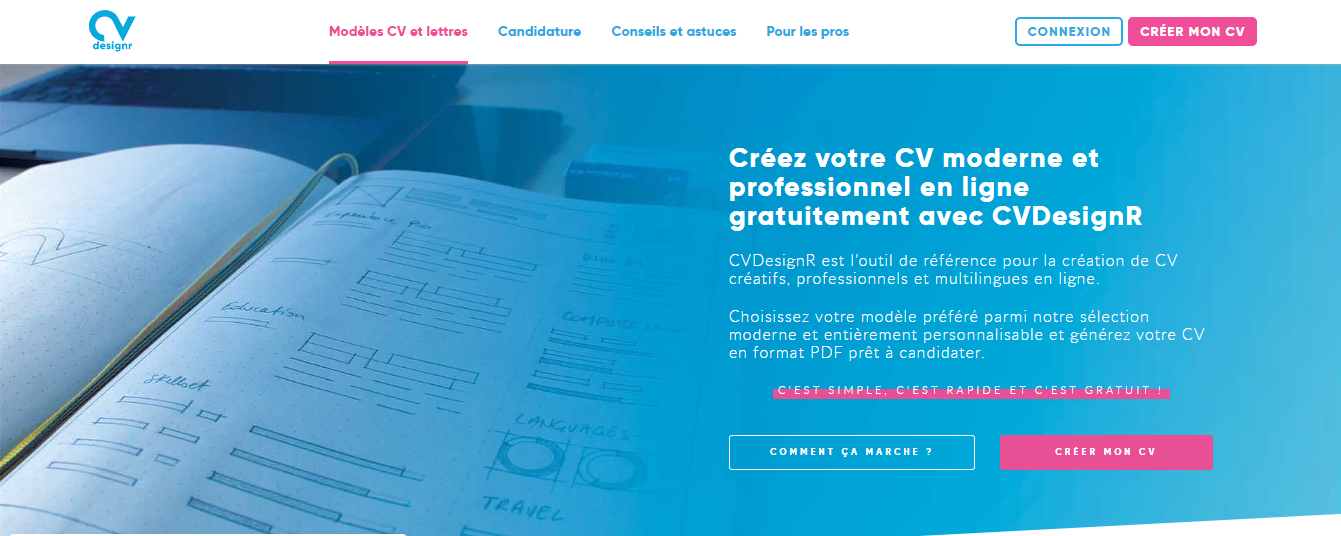 CV
designr
Modèles CV et lettres
Candidature
Conseils et astuces
Pour les pros
CONNEXION
CRÉER MON CV
Créez votre CV moderne et
professionnel en ligne
gratuitement avec CVDesignR
CVDesignR est l'outil de référence pour la création de CV
créatifs, professionnels et multilingues en ligne.
Choisissez votre modèle préféré parmi notre sélection
moderne et entièrement personnalisable et générez votre CV
en format PDF prêt à candidater.
C'EST SIMPLE, C'EST RAPIDE ET C'EST GRATUIT !
COMMENT ÇA MARCHE ?
CRÉER MON CV
Experience Pro
Education
COMPUTER
Skillset
LANGUAGES
TRAVEL